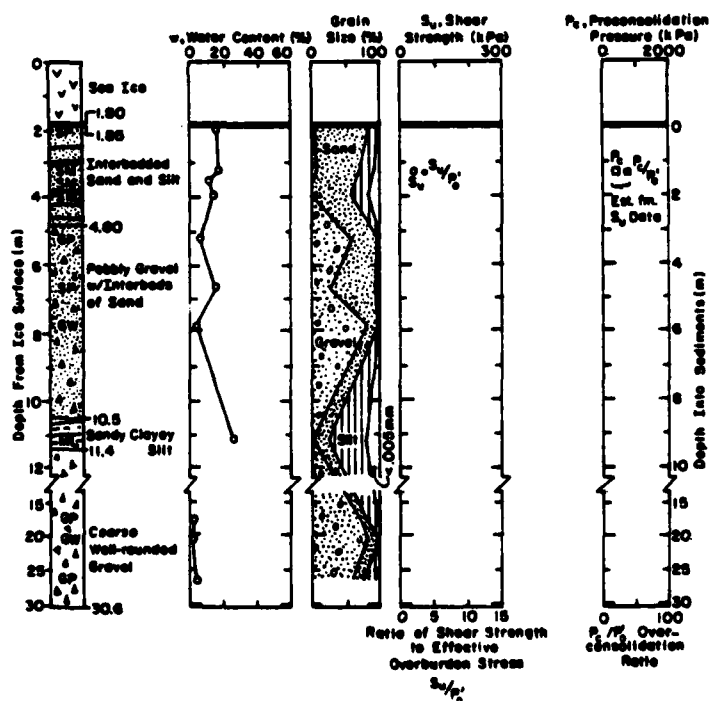 w, Water Content (%)
0 20 40 60
Grain
Size (%)
0 100
Su, Shear
Strength (kPa)
0 300
Pc, Preconsolidation
Pressure (kPa)
0 2000
Depth From Ice Surface (m)
0
2
4
6
8
10
12
15
20
25
30
Sea Ice
1.80
1.85
Interbedded
Sand and Silt
4.80
Pebbly Gravel
w/Interbeds
of Sand
10.5
Sandy Clayey
Silt
11.4
Coarse
Well-rounded
Gravel
30.6
SP
GP
SP
GW
GP
GW
GP
Sand
Gravel
Silt
<.005mm
Su/P'o
Su
Pc Pc/P'o
Est. fm.
Su Data
0
2
4
6
8
10
15
20
25
Depth Into Sediments (m)
0 5 10 15
Ratio of Shear Strength
to Effective
Overburden Stress
Su/P'o
0 100
Pc/P'o Over-
consolidation
Ratio